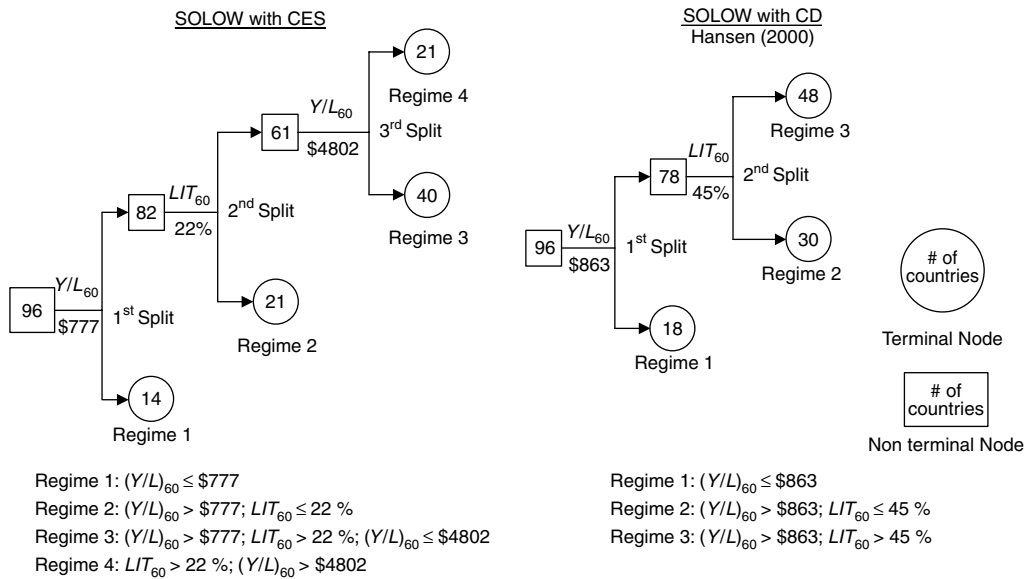 SOLOW with CES
96
Y/L60
$777
1st Split
14
Regime 1
82
LIT60
22%
2nd Split
21
Regime 2
61
Y/L60
$4802
3rd Split
21
Regime 4
40
Regime 3
SOLOW with CD
Hansen (2000)
96
Y/L60
$863
1st Split
18
Regime 1
78
LIT60
45%
2nd Split
48
Regime 3
30
Regime 2
# of
countries
Terminal Node
# of
countries
Non terminal Node
Regime 1: (Y/L)60 ≤ $777
Regime 2: (Y/L)60 > $777; LIT60 ≤ 22 %
Regime 3: (Y/L)60 > $777; LIT60 > 22 %; (Y/L)60 ≤ $4802
Regime 4: LIT60 > 22 %; (Y/L)60 > $4802
Regime 1: (Y/L)60 ≤ $863
Regime 2: (Y/L)60 > $863; LIT60 ≤ 45 %
Regime 3: (Y/L)60 > $863; LIT60 > 45 %